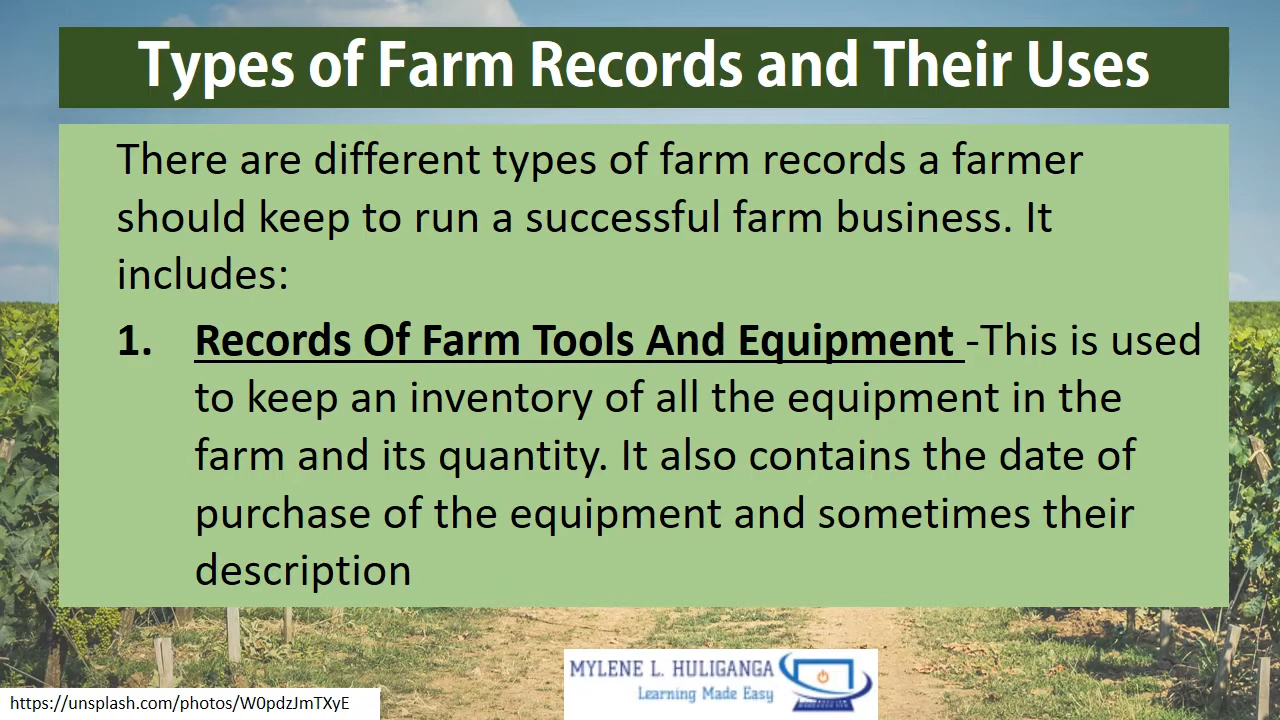 Types of Farm Records and Their Uses
There are different types of farm records a farmer
should keep to run a successful farm business. It
includes:
1. Records Of Farm Tools And Equipment -This is used
to keep an inventory of all the equipment in the
farm and its quantity. It also contains the date of
purchase of the equipment and sometimes their
description
MYLENE L. HULIGANGA
Learning Made Easy
https://unsplash.com/photos/W0pdzJmTXyE